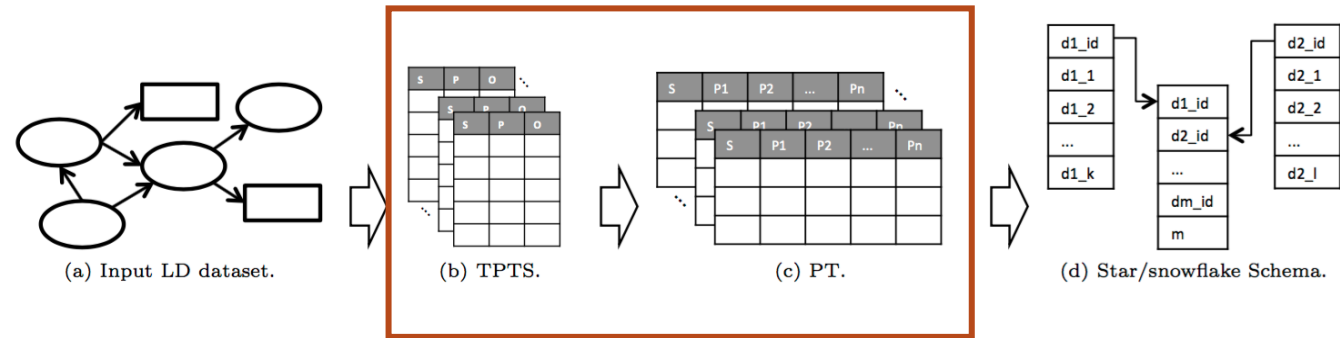 S P O
S P O
S P O
S P1 P2 ... Pn
S P1 P2 Pn
S P1 P2 ... Pn
d1_id
d1_1
d1_2
...
d1_k
d1_id
d2_id
...
dm_id
m
d2_id
d2_1
d2_2
...
d2_l
(a) Input LD dataset.
(b) TPTS.
(c) PT.
(d) Star/snowflake Schema.